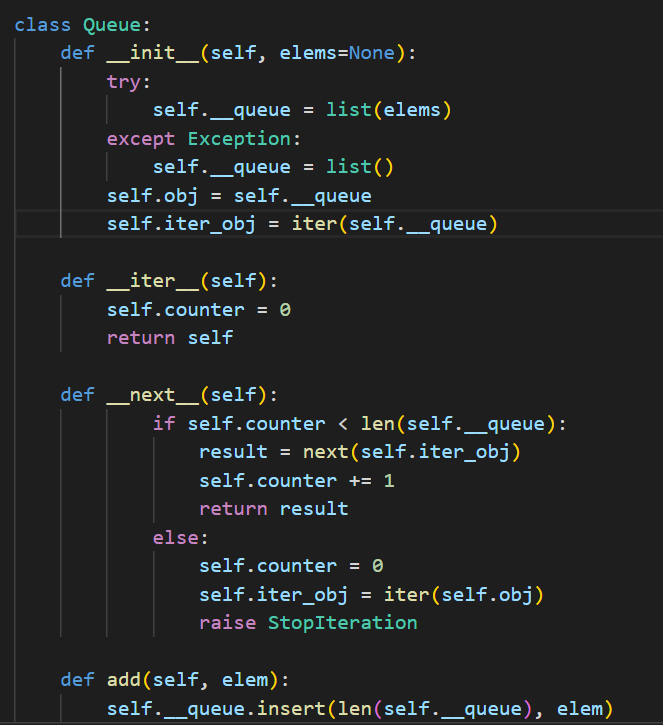 class Queue:
    def __init__(self, elems=None):
        try:
            self.__queue = list(elems)
        except Exception:
            self.__queue = list()
        self.obj = self.__queue
        self.iter_obj = iter(self.__queue)

    def __iter__(self):
        self.counter = 0
        return self

    def __next__(self):
            if self.counter < len(self.__queue):
                result = next(self.iter_obj)
                self.counter += 1
                return result
            else:
                self.counter = 0
                self.iter_obj = iter(self.obj)
                raise StopIteration

    def add(self, elem):
        self.__queue.insert(len(self.__queue), elem)